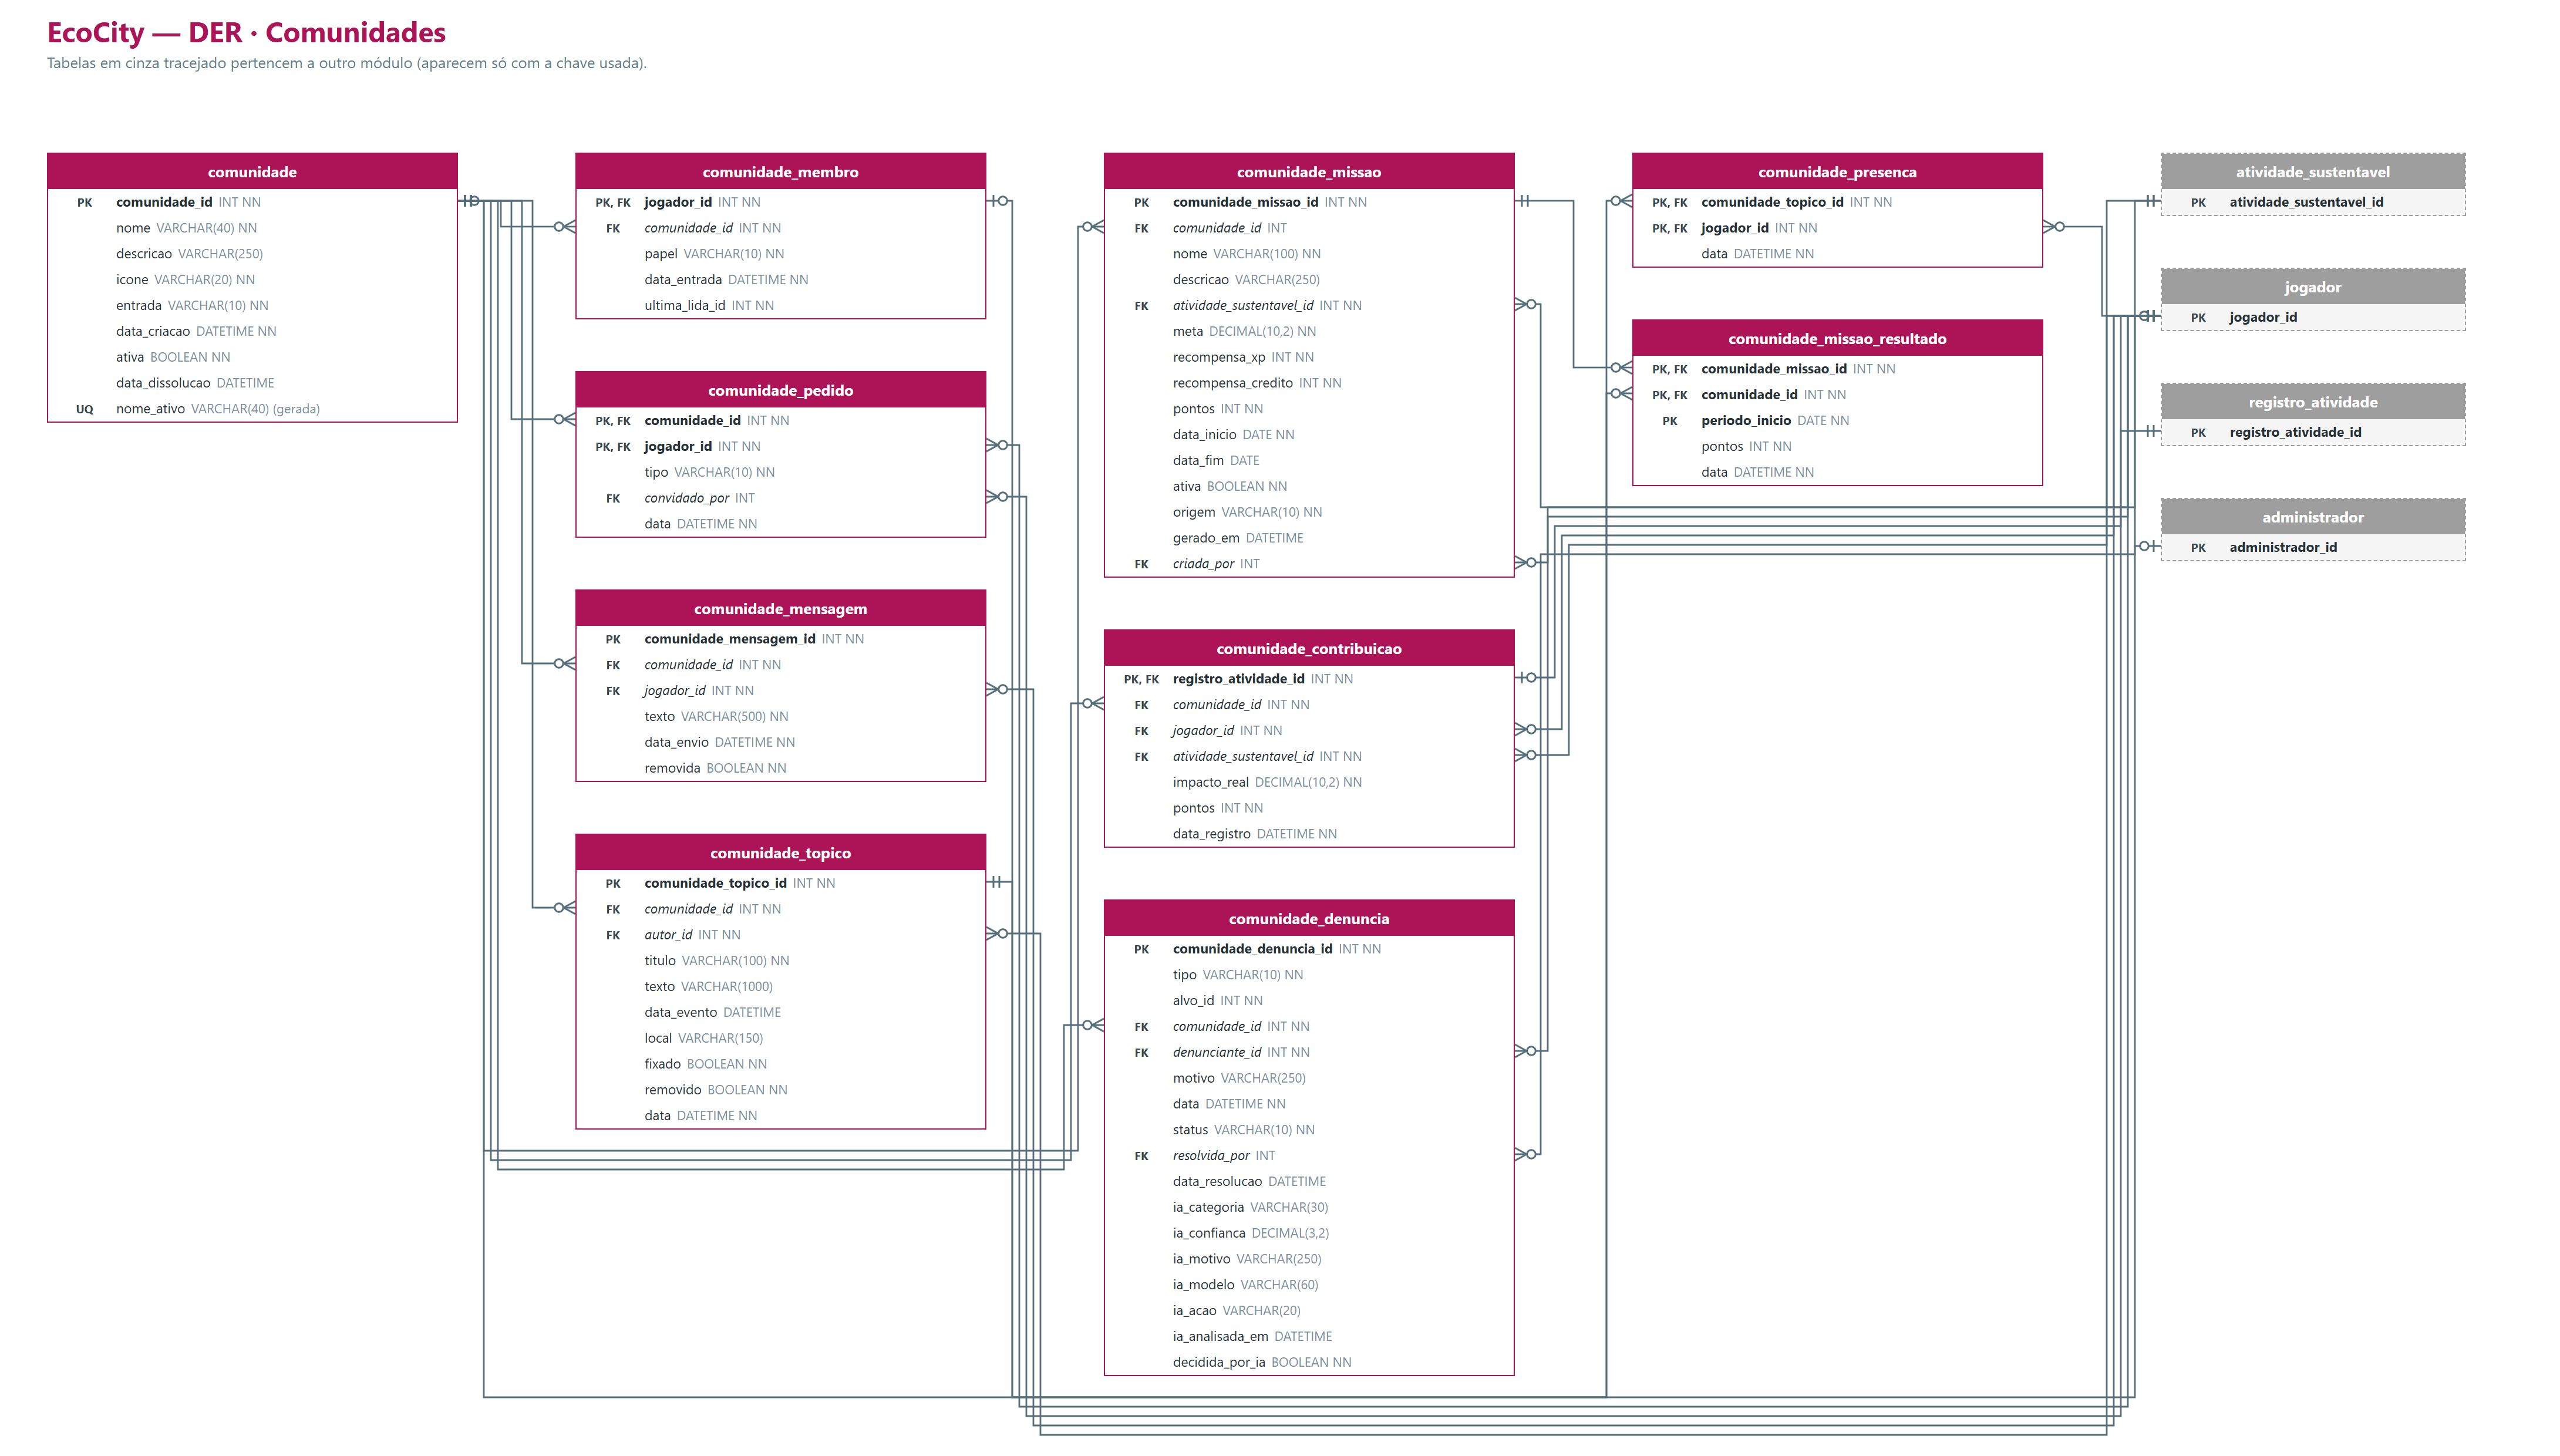 EcoCity — DER · Comunidades
Tabelas em cinza tracejado pertencem a outro módulo (aparecem só com a chave usada).
comunidade
PK comunidade_id INT NN
nome VARCHAR(40) NN
descricao VARCHAR(250)
icone VARCHAR(20) NN
entrada VARCHAR(10) NN
data_criacao DATETIME NN
ativa BOOLEAN NN
data_dissolucao DATETIME
UQ nome_ativo VARCHAR(40) (gerada)
comunidade_membro
PK, FK jogador_id INT NN
FK comunidade_id INT NN
papel VARCHAR(10) NN
data_entrada DATETIME NN
ultima_lida_id INT NN
comunidade_pedido
PK, FK comunidade_id INT NN
PK, FK jogador_id INT NN
tipo VARCHAR(10) NN
FK convidado_por INT
data DATETIME NN
comunidade_mensagem
PK comunidade_mensagem_id INT NN
FK comunidade_id INT NN
FK jogador_id INT NN
texto VARCHAR(500) NN
data_envio DATETIME NN
removida BOOLEAN NN
comunidade_topico
PK comunidade_topico_id INT NN
FK comunidade_id INT NN
FK autor_id INT NN
titulo VARCHAR(100) NN
texto VARCHAR(1000)
data_evento DATETIME
local VARCHAR(150)
fixado BOOLEAN NN
removido BOOLEAN NN
data DATETIME NN
comunidade_missao
PK comunidade_missao_id INT NN
FK comunidade_id INT
nome VARCHAR(100) NN
descricao VARCHAR(250)
FK atividade_sustentavel_id INT NN
meta DECIMAL(10,2) NN
recompensa_xp INT NN
recompensa_credito INT NN
pontos INT NN
data_inicio DATE NN
data_fim DATE
ativa BOOLEAN NN
origem VARCHAR(10) NN
gerado_em DATETIME
FK criada_por INT
comunidade_contribuicao
PK, FK registro_atividade_id INT NN
FK comunidade_id INT NN
FK jogador_id INT NN
FK atividade_sustentavel_id INT NN
impacto_real DECIMAL(10,2) NN
pontos INT NN
data_registro DATETIME NN
comunidade_denuncia
PK comunidade_denuncia_id INT NN
tipo VARCHAR(10) NN
alvo_id INT NN
FK comunidade_id INT NN
FK denunciante_id INT NN
motivo VARCHAR(250)
data DATETIME NN
status VARCHAR(10) NN
FK resolvida_por INT
data_resolucao DATETIME
ia_categoria VARCHAR(30)
ia_confianca DECIMAL(3,2)
ia_motivo VARCHAR(250)
ia_modelo VARCHAR(60)
ia_acao VARCHAR(20)
ia_analisada_em DATETIME
decidida_por_ia BOOLEAN NN
comunidade_presenca
PK, FK comunidade_topico_id INT NN
PK, FK jogador_id INT NN
data DATETIME NN
comunidade_missao_resultado
PK, FK comunidade_missao_id INT NN
PK, FK comunidade_id INT NN
PK periodo_inicio DATE NN
pontos INT NN
data DATETIME NN
atividade_sustentavel
PK atividade_sustentavel_id
jogador
PK jogador_id
registro_atividade
PK registro_atividade_id
administrador
PK administrador_id